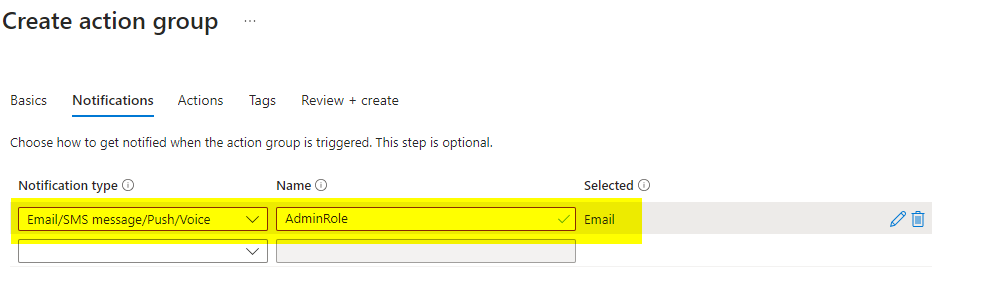 Create action group ...
Basics Notifications Actions Tags Review + create
Choose how to get notified when the action group is triggered. This step is optional.
Notification type Name Selected
Email/SMS message/Push/Voice AdminRole Email